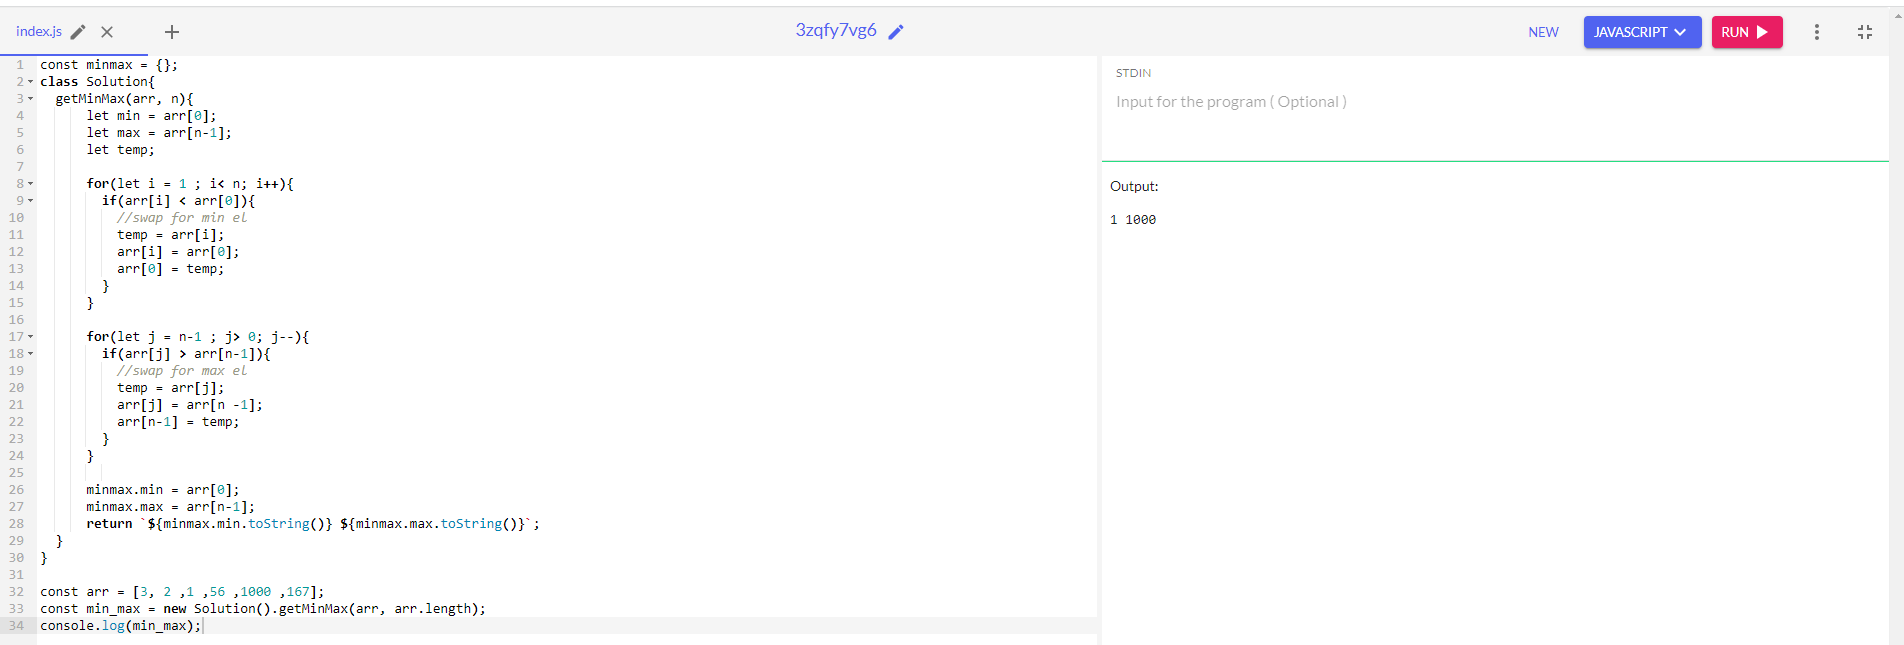 index.js
3zqfy7vg6
NEW
JAVASCRIPT
RUN
1 const minmax = {};
2 class Solution{
3 getMinMax(arr, n){
4 let min = arr[0];
5 let max = arr[n-1];
6 let temp;
7
8 for(let i = 1 ; i< n; i++){
9 if(arr[i] < arr[0]){
10 //swap for min el
11 temp = arr[i];
12 arr[i] = arr[0];
13 arr[0] = temp;
14 }
15 }
16
17 for(let j = n-1 ; j> 0; j--){
18 if(arr[j] > arr[n-1]){
19 //swap for max el
20 temp = arr[j];
21 arr[j] = arr[n -1];
22 arr[n-1] = temp;
23 }
24 }
25
26 minmax.min = arr[0];
27 minmax.max = arr[n-1];
28 return `${minmax.min.toString()} ${minmax.max.toString()}`;
29 }
30 }
31
32 const arr = [3, 2 ,1 ,56 ,1000 ,167];
33 const min_max = new Solution().getMinMax(arr, arr.length);
34 console.log(min_max);
STDIN
Input for the program ( Optional )
Output:
1 1000